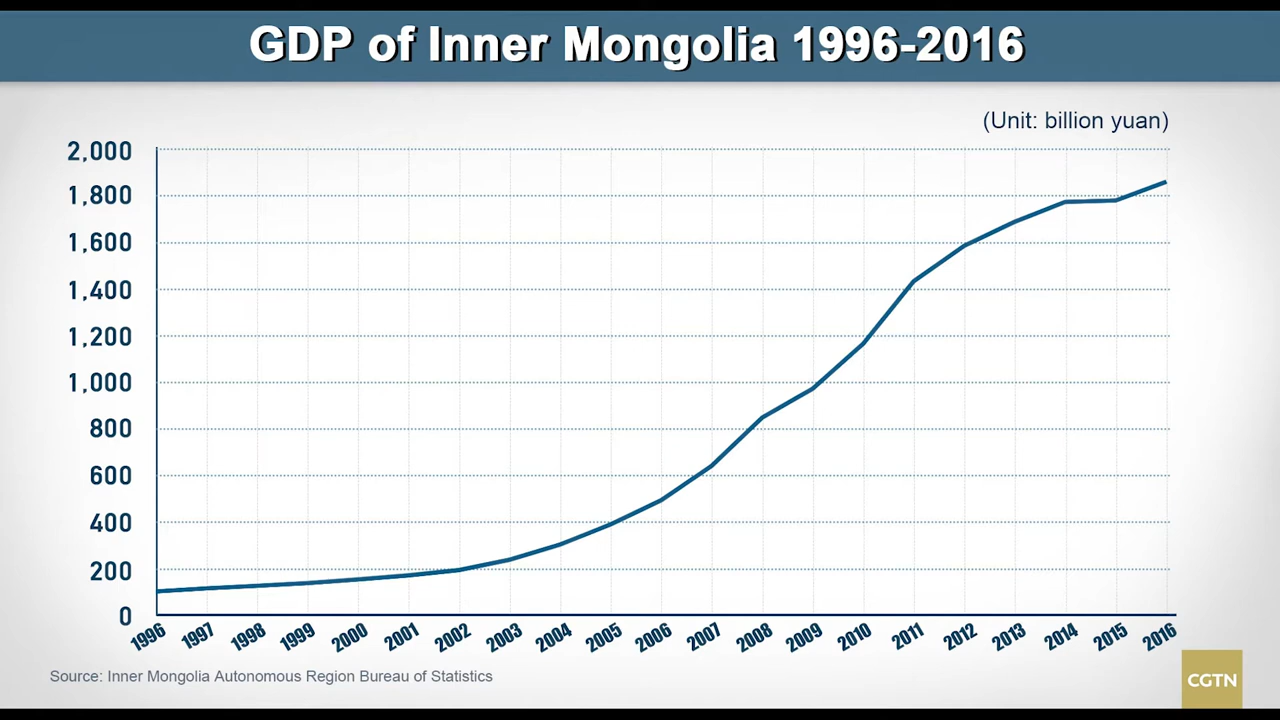 GDP of Inner Mongolia 1996-2016
(Unit: billion yuan)
2,000
1,800
1,600
1,400
1,200
1,000
800
600
400
200
0
1996 1997 1998 1999 2000 2001 2002 2003 2004 2005 2006 2007 2008 2009 2010 2011 2012 2013 2014 2015 2016
Source: Inner Mongolia Autonomous Region Bureau of Statistics
CGTN